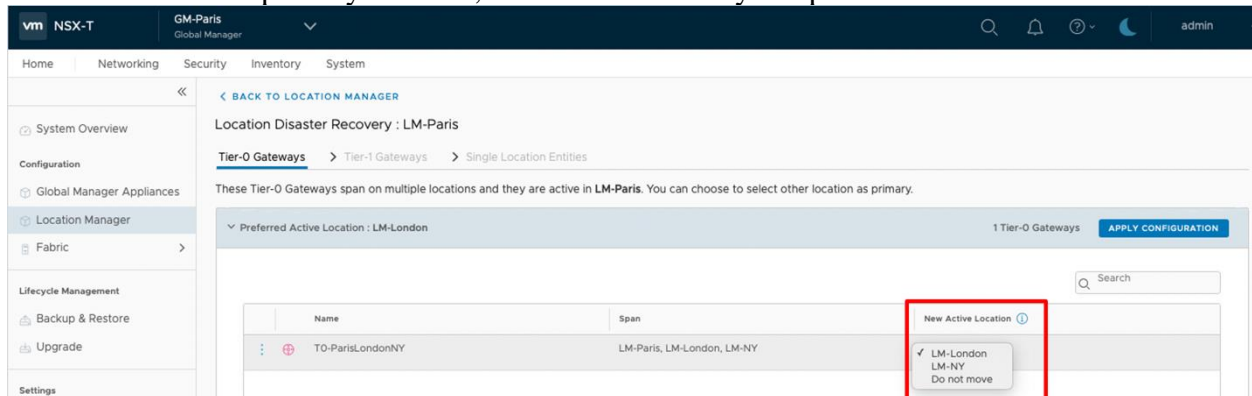 vm NSX-T
GM-Paris
Global Manager
admin
Home Networking Security Inventory System
BACK TO LOCATION MANAGER
System Overview
Configuration
Global Manager Appliances
Location Manager
Fabric
Lifecycle Management
Backup & Restore
Upgrade
Settings
Location Disaster Recovery : LM-Paris
Tier-0 Gateways > Tier-1 Gateways > Single Location Entities
These Tier-0 Gateways span on multiple locations and they are active in LM-Paris. You can choose to select other location as primary.
Preferred Active Location : LM-London 1 Tier-0 Gateways APPLY CONFIGURATION
Search
Name Span New Active Location
T0-ParisLondonNY LM-Paris, LM-London, LM-NY
✓ LM-London
LM-NY
Do not move